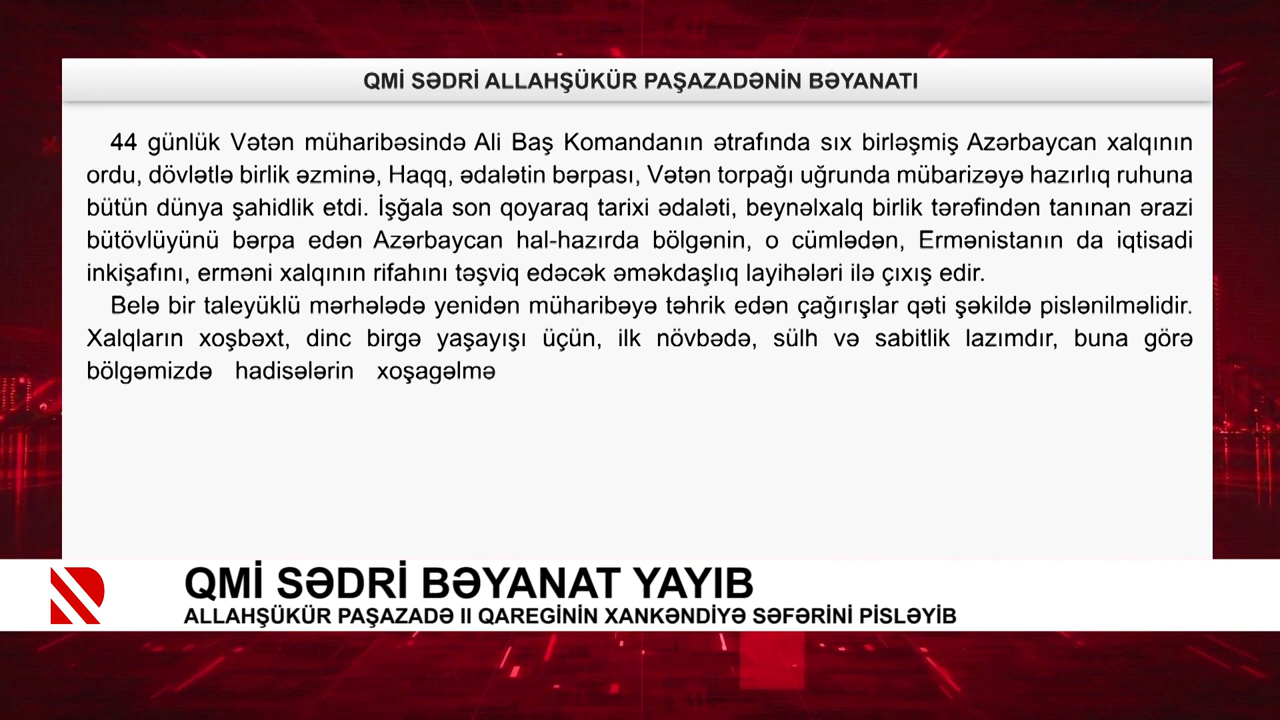 QMİ SƏDRİ ALLAHŞÜKÜR PAŞAZADƏNİN BƏYANATI
44 günlük Vətən müharibəsində Ali Baş Komandanın ətrafında sıx birləşmiş Azərbaycan xalqının
ordu, dövlətlə birlik əzminə, Haqq, ədalətin bərpası, Vətən torpağı uğrunda mübarizəyə hazırlıq ruhuna
bütün dünya şahidlik etdi. İşğala son qoyaraq tarixi ədaləti, beynəlxalq birlik tərəfindən tanınan ərazi
bütövlüyünü bərpa edən Azərbaycan hal-hazırda bölgənin, o cümlədən, Ermənistanın da iqtisadi
inkişafını, erməni xalqının rifahını təşviq edəcək əməkdaşlıq layihələri ilə çıxış edir.
Belə bir taleyüklü mərhələdə yenidən müharibəyə təhrik edən çağırışlar qəti şəkildə pislənilməlidir.
Xalqların xoşbəxt, dinc birgə yaşayışı üçün, ilk növbədə, sülh və sabitlik lazımdır, buna görə
bölgəmizdə hadisələrin xoşagəlmə
QMİ SƏDRİ BƏYANAT YAYIB
ALLAHŞÜKÜR PAŞAZADƏ II QAREGİNİN XANKƏNDİYƏ SƏFƏRİNİ PİSLƏYİB